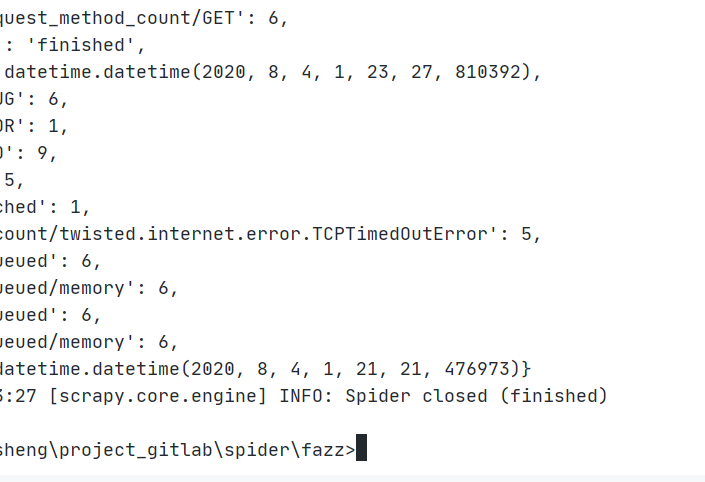 quest_method_count/GET': 6,
': 'finished',
datetime.datetime(2020, 8, 4, 1, 23, 27, 810392),
UG': 6,
OR': 1,
O': 9,
5,
ched': 1,
count/twisted.internet.error.TCPTimedOutError': 5,
ueued': 6,
ueued/memory': 6,
ueued': 6,
ueued/memory': 6,
datetime.datetime(2020, 8, 4, 1, 21, 21, 476973)}
3:27 [scrapy.core.engine] INFO: Spider closed (finished)
sheng\project_gitlab\spider\fazz>